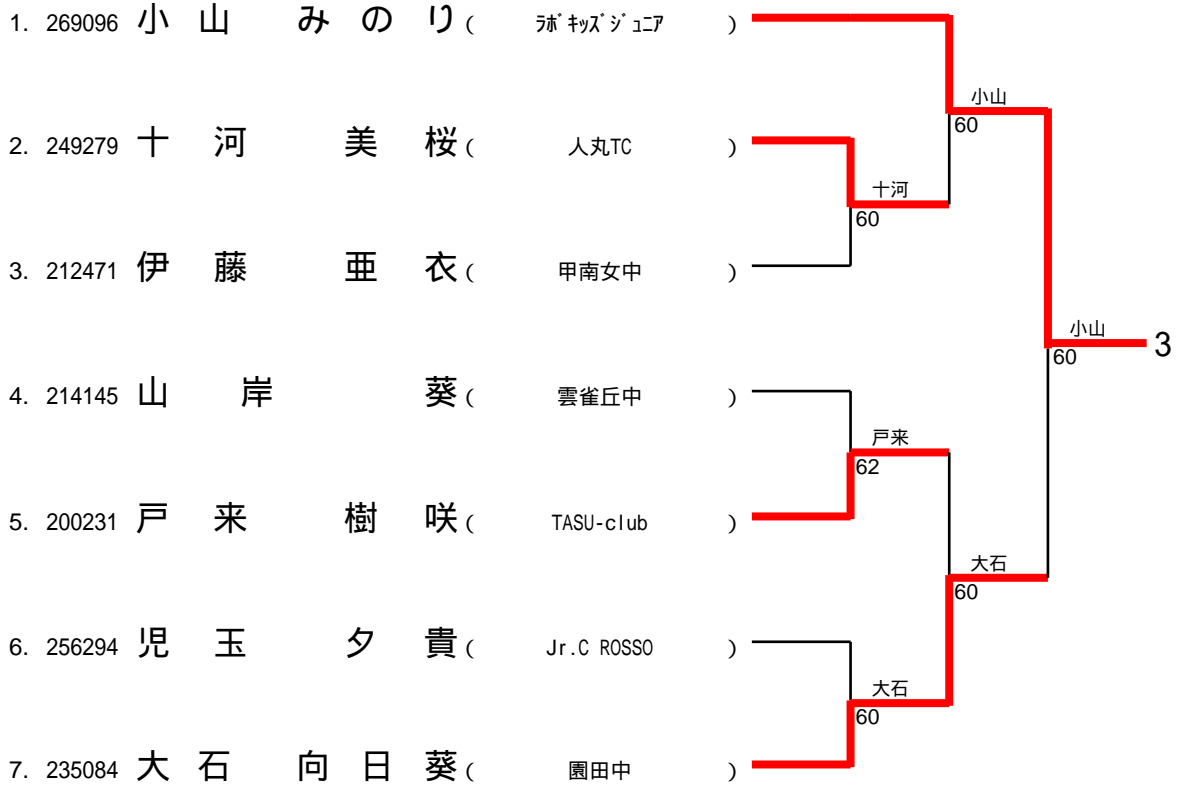 1. 269096 小 山 み の り ( ﾗﾎﾞｷｯｽﾞｼﾞｭﾆｱ )
小山
60
2. 249279 十 河 美 桜 ( 人丸TC )
十河
60
3. 212471 伊 藤 亜 衣 ( 甲南女中 )
小山
60
3
4. 214145 山 岸 葵 ( 雲雀丘中 )
戸来
62
5. 200231 戸 来 樹 咲 ( TASU-club )
大石
60
6. 256294 児 玉 夕 貴 ( Jr.C ROSSO )
大石
60
7. 235084 大 石 向 日 葵 ( 園田中 )